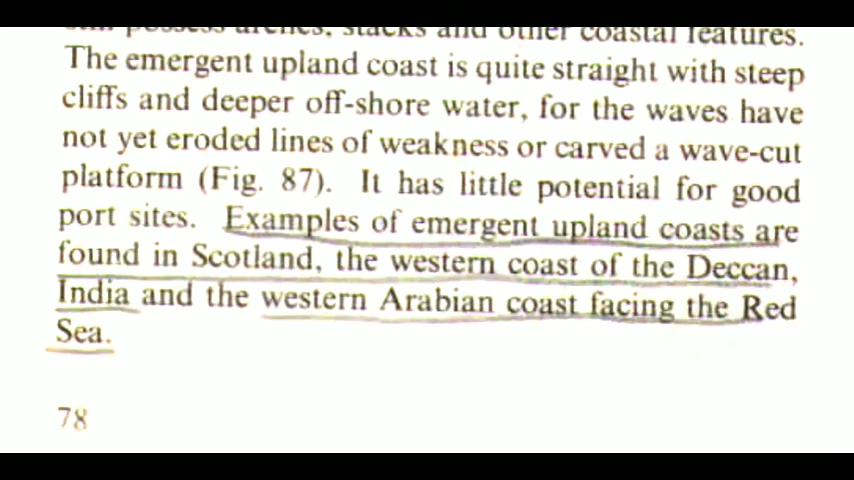 still possess arches, stacks and other coastal features.
The emergent upland coast is quite straight with steep
cliffs and deeper off-shore water, for the waves have
not yet eroded lines of weakness or carved a wave-cut
platform (Fig. 87). It has little potential for good
port sites. Examples of emergent upland coasts are
found in Scotland, the western coast of the Deccan,
India and the western Arabian coast facing the Red
Sea.
78